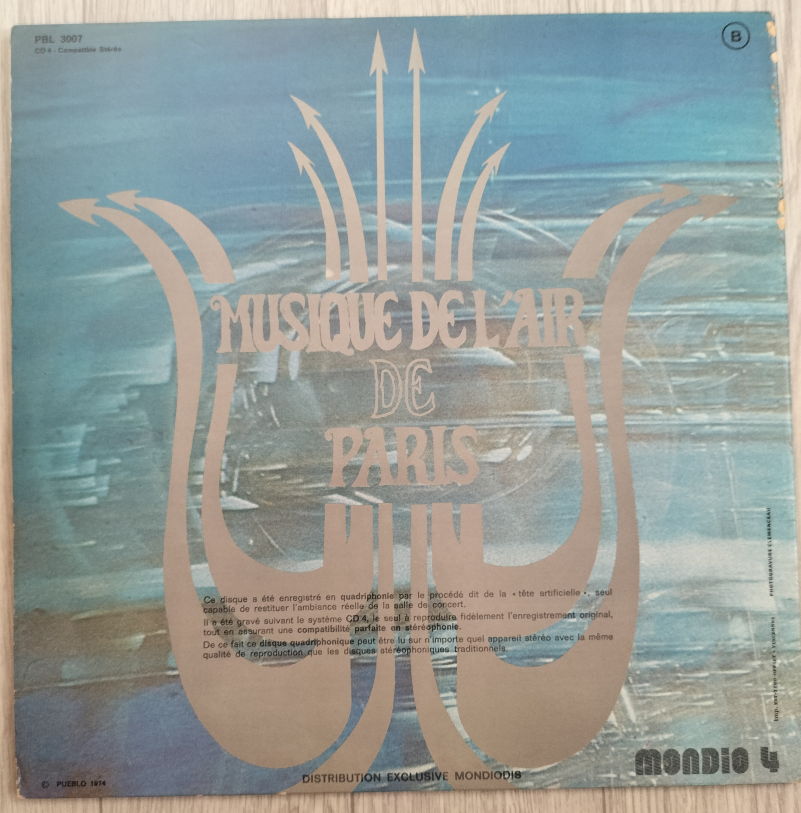 PBL 3007
CD 4 - Compatible Stéréo
B
MUSIQUE DE L'AIR
DE
PARIS
Ce disque a été enregistré en quadriphonie par le procédé dit de la « tête artificielle », seul
capable de restituer l'ambiance réelle de la salle de concert.
Il a été gravé suivant le système CD 4, le seul à reproduire fidèlement l'enregistrement original,
tout en assurant une compatibilité parfaite en stéréophonie.
De ce fait ce disque quadriphonique peut être lu sur n'importe quel appareil stéréo avec la même
qualité de reproduction que les disques stéréophoniques traditionnels.
PHOTOGRAVURE CLEMENCEAU
© PUEBLO 1974
DISTRIBUTION EXCLUSIVE MONDIODIS
MONDIO 4